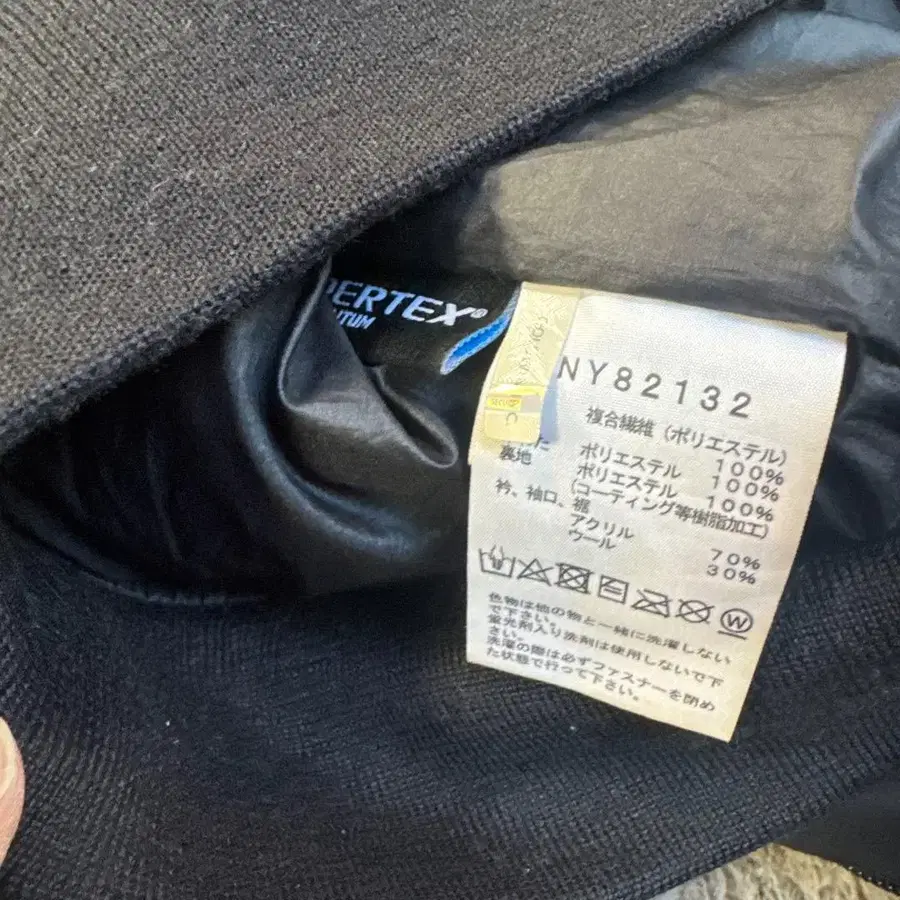 PERTEX®
NY82132
複合繊維 (ポリエステル)
ポリエステル 100%
裏地 ポリエステル 100%
(コーティング等樹脂加工) 100%
衿、袖口、裾
アクリル 70%
ウール 30%
W
色物は他の物と一緒に洗濯しない
で下さい。
蛍光剤入り洗剤は使用しないで下
さい。
洗濯の際は必ずファスナーを閉め
た状態で行って下さい。